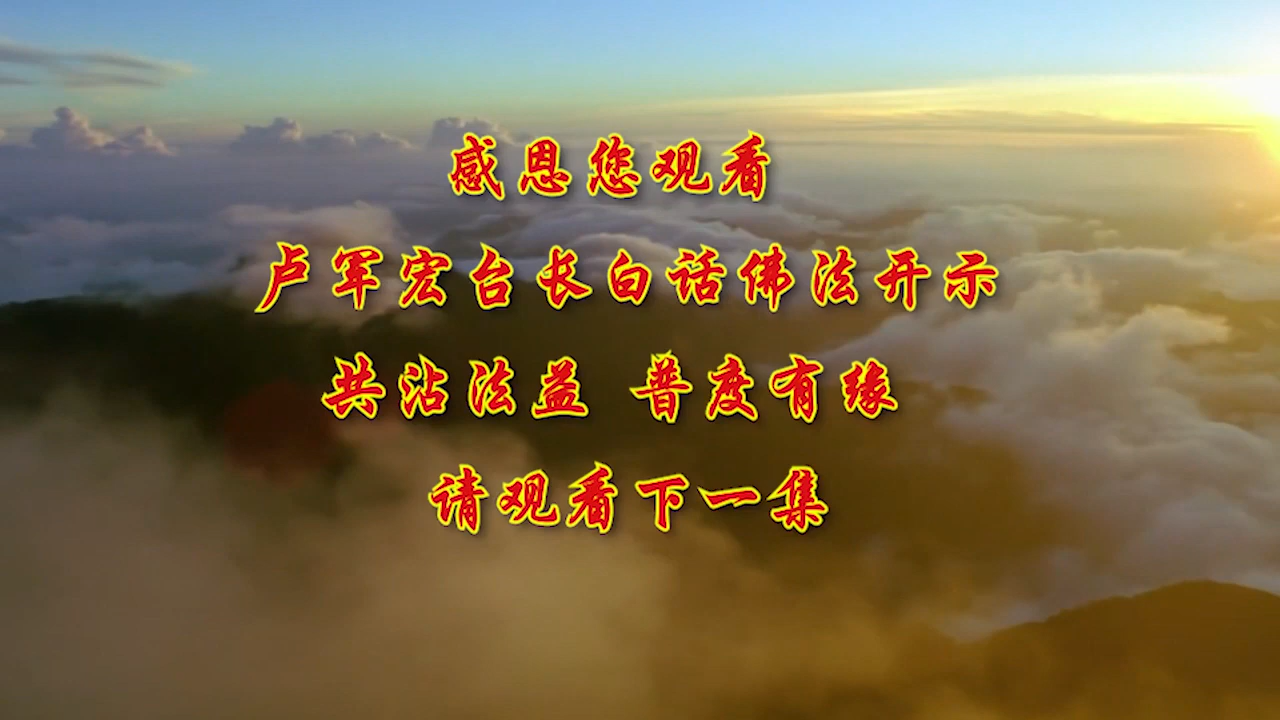 感恩您观看
卢军宏台长白话佛法开示
共沾法益 普度有缘
请观看下一集